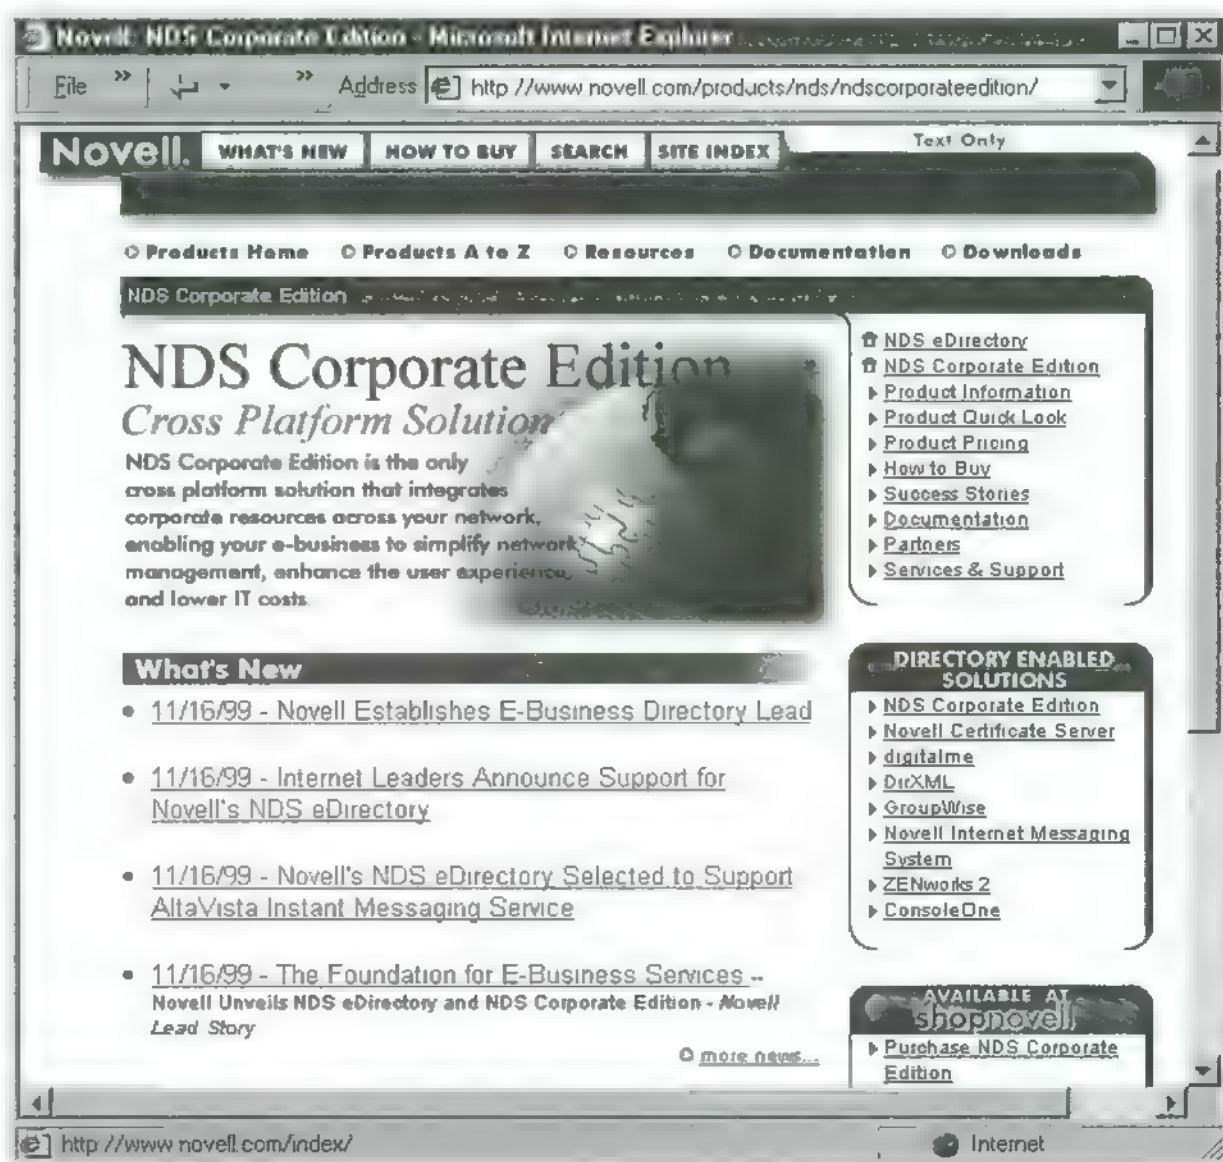 Novell: NDS Corporate Edition - Microsoft Internet Explorer
File » » Address http //www novell.com/products/nds/ndscorporateedition/
Novell. WHAT'S NEW HOW TO BUY SEARCH SITE INDEX Text Only
Products Home Products A to Z Resources Documentation Downloads
NDS Corporate Edition
NDS Corporate Edition
Cross Platform Solution
NDS Corporate Edition is the only
cross platform solution that integrates
corporate resources across your network,
enabling your e-business to simplify network
management, enhance the user experience,
and lower IT costs.
NDS eDirectory
NDS Corporate Edition
Product Information
Product Quick Look
Product Pricing
How to Buy
Success Stories
Documentation
Partners
Services & Support
What's New
11/16/99 - Novell Establishes E-Business Directory Lead
11/16/99 - Internet Leaders Announce Support for
Novell's NDS eDirectory
11/16/99 - Novell's NDS eDirectory Selected to Support
AltaVista Instant Messaging Service
11/16/99 - The Foundation for E-Business Services --
Novell Unveils NDS eDirectory and NDS Corporate Edition - Novell
Lead Story
more news...
DIRECTORY ENABLED
SOLUTIONS
NDS Corporate Edition
Novell Certificate Server
digitalme
DirXML
GroupWise
Novell Internet Messaging
System
ZENworks 2
ConsoleOne
AVAILABLE AT
shopnovell
Purchase NDS Corporate
Edition
http //www novell.com/index/ Internet